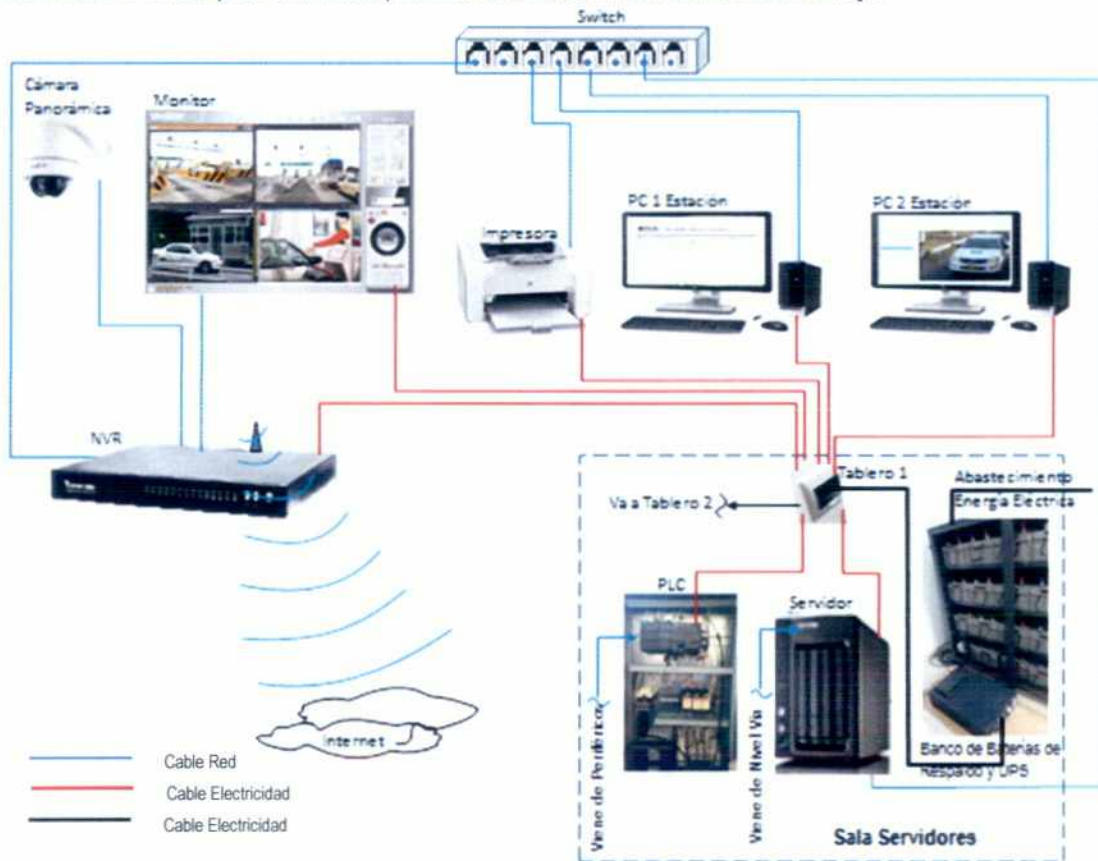 Switch
Cámara
Panorámica
Monitor
PC 1 Estación
PC 2 Estación
Impresora
NVR
Tablero 1
Abastecimiento
Energía Eléctrica
Va a Tablero 2
PLC
Servidor
Viene de Periféricos
Viene de Nivel Vía
Internet
Banco de Baterías de
Respaldo y UPS
Cable Red
Cable Electricidad
Cable Electricidad
Sala Servidores